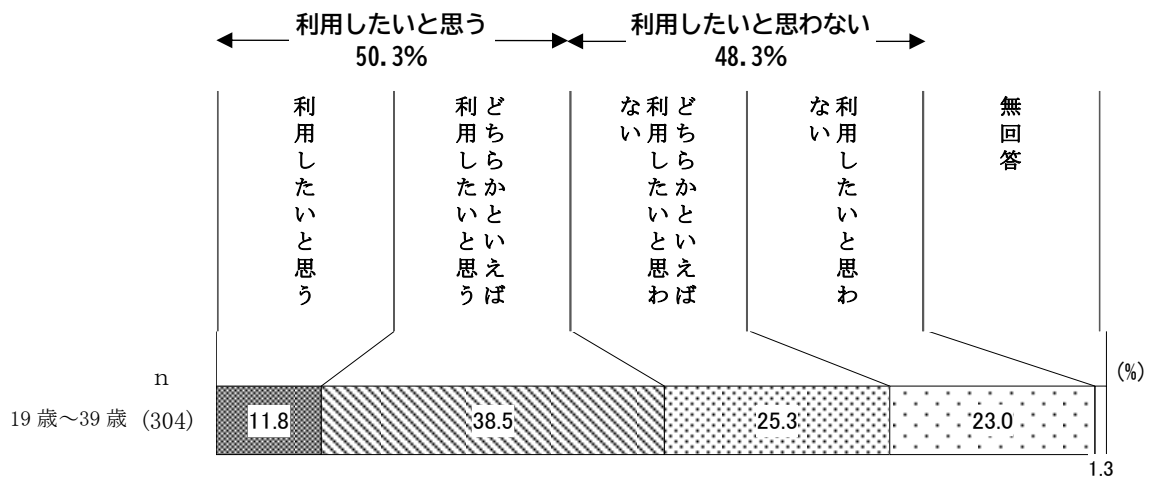 利用したいと思う
50.3%
利用したいと思わない
48.3%
利用したいと思う
どちらかといえば
利用したいと思う
どちらかといえば
利用したいと思わ
ない
利用したいと思わ
ない
無回答
(%)
n
19歳～39歳 (304)
11.8
38.5
25.3
23.0
1.3